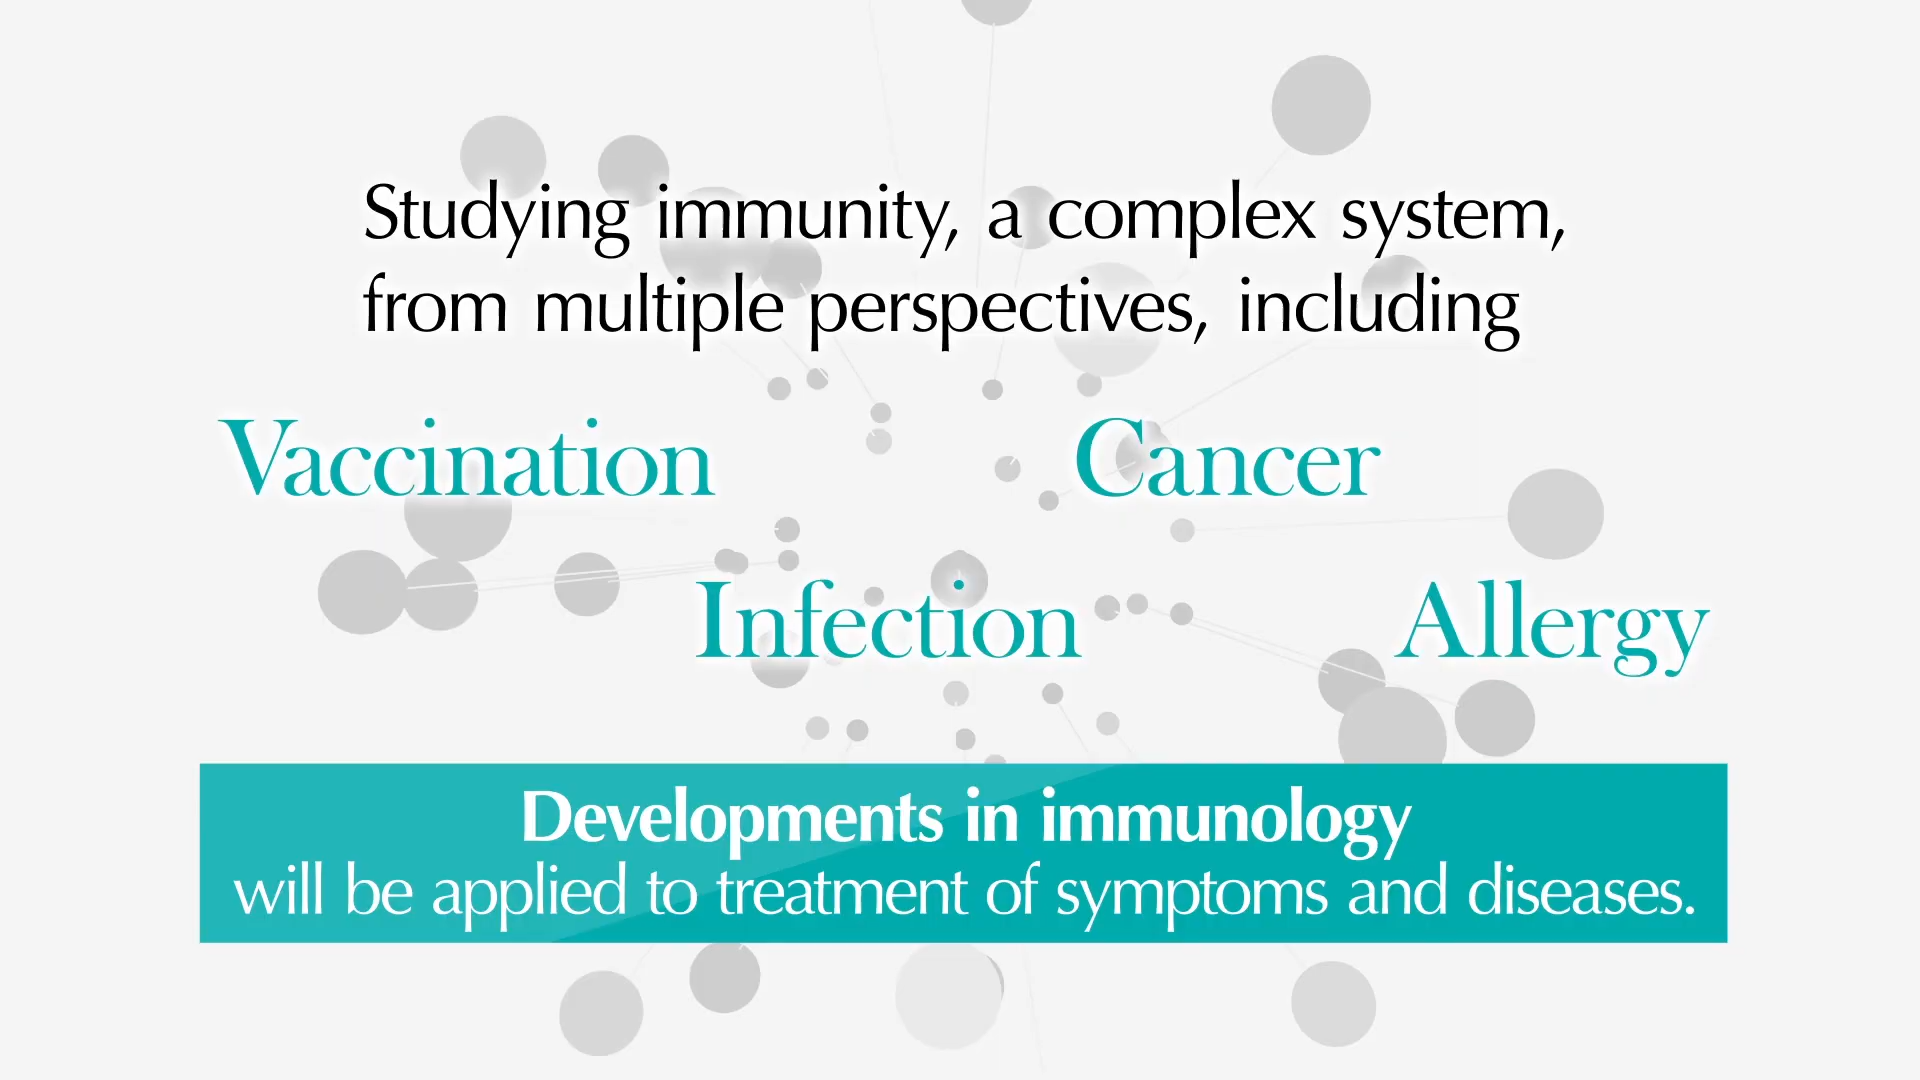 Studying immunity, a complex system,
from multiple perspectives, including
Vaccination
Cancer
Infection
Allergy
Developments in immunology
will be applied to treatment of symptoms and diseases.